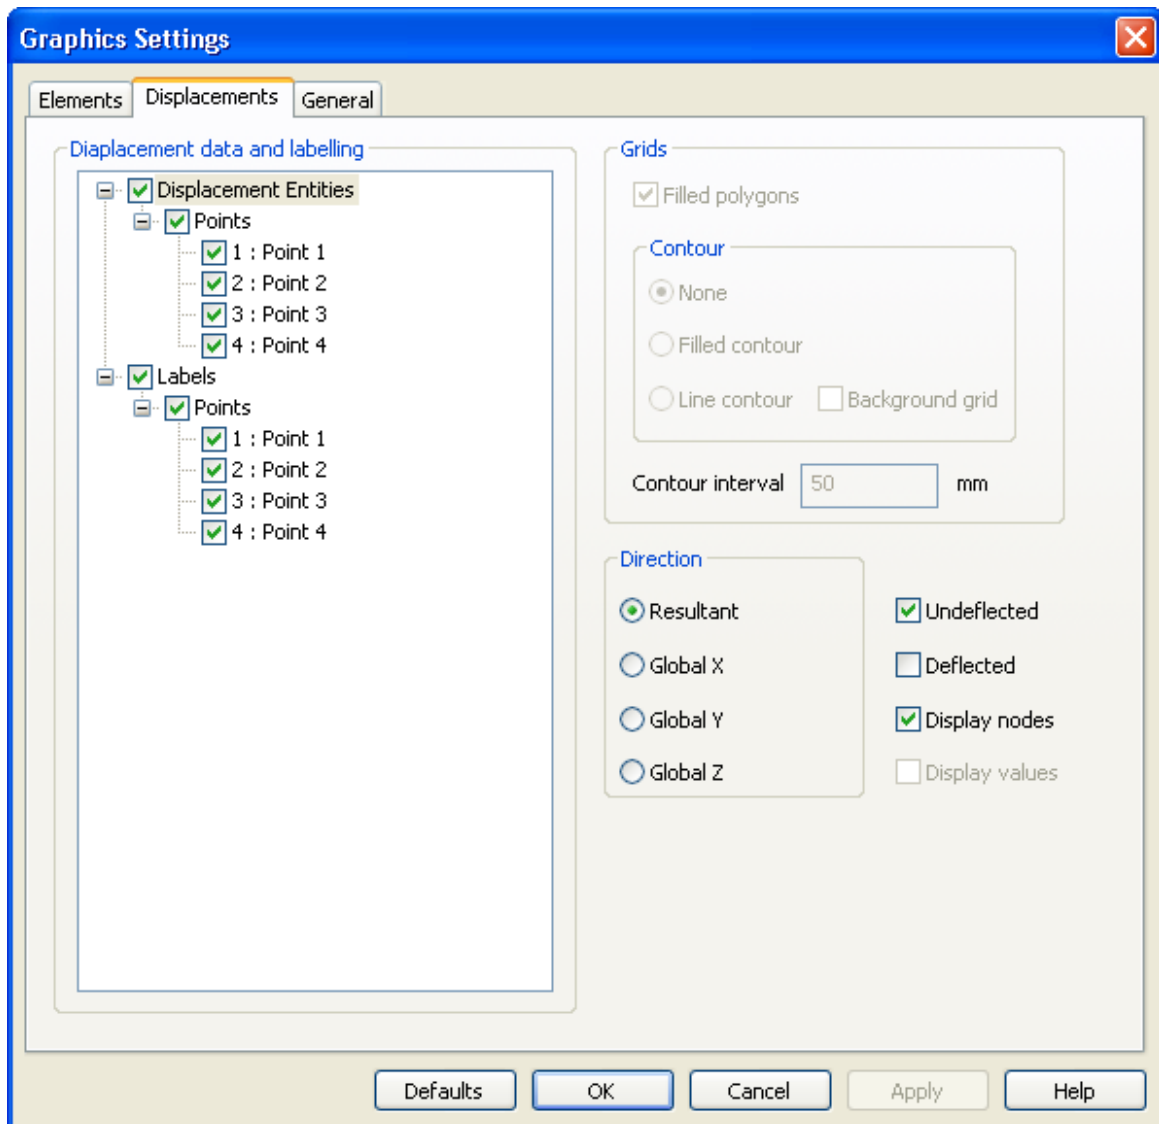 Graphics Settings
Elements
Displacements
General
Diaplacement data and labelling
Displacement Entities
Points
1 : Point 1
2 : Point 2
3 : Point 3
4 : Point 4
Labels
Points
1 : Point 1
2 : Point 2
3 : Point 3
4 : Point 4
Grids
Filled polygons
Contour
None
Filled contour
Line contour
Background grid
Contour interval 50 mm
Direction
Resultant
Global X
Global Y
Global Z
Undeflected
Deflected
Display nodes
Display values
Defaults
OK
Cancel
Apply
Help